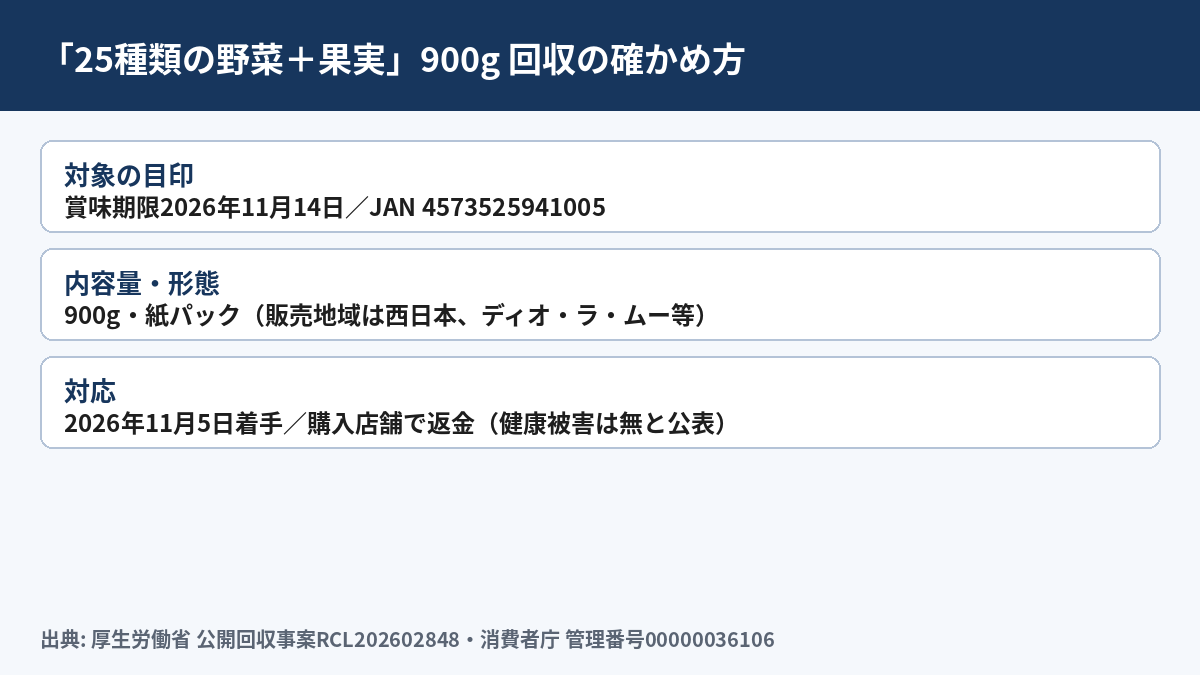 「25種類の野菜＋果実」900g 回収の確かめ方
対象の目印
賞味期限2026年11月14日／JAN 4573525941005
内容量・形態
900g・紙パック（販売地域は西日本、ディオ・ラ・ムー等）
対応
2026年11月5日着手／購入店舗で返金（健康被害は無と公表）
出典: 厚生労働省 公開回収事案RCL202602848・消費者庁 管理番号00000036106